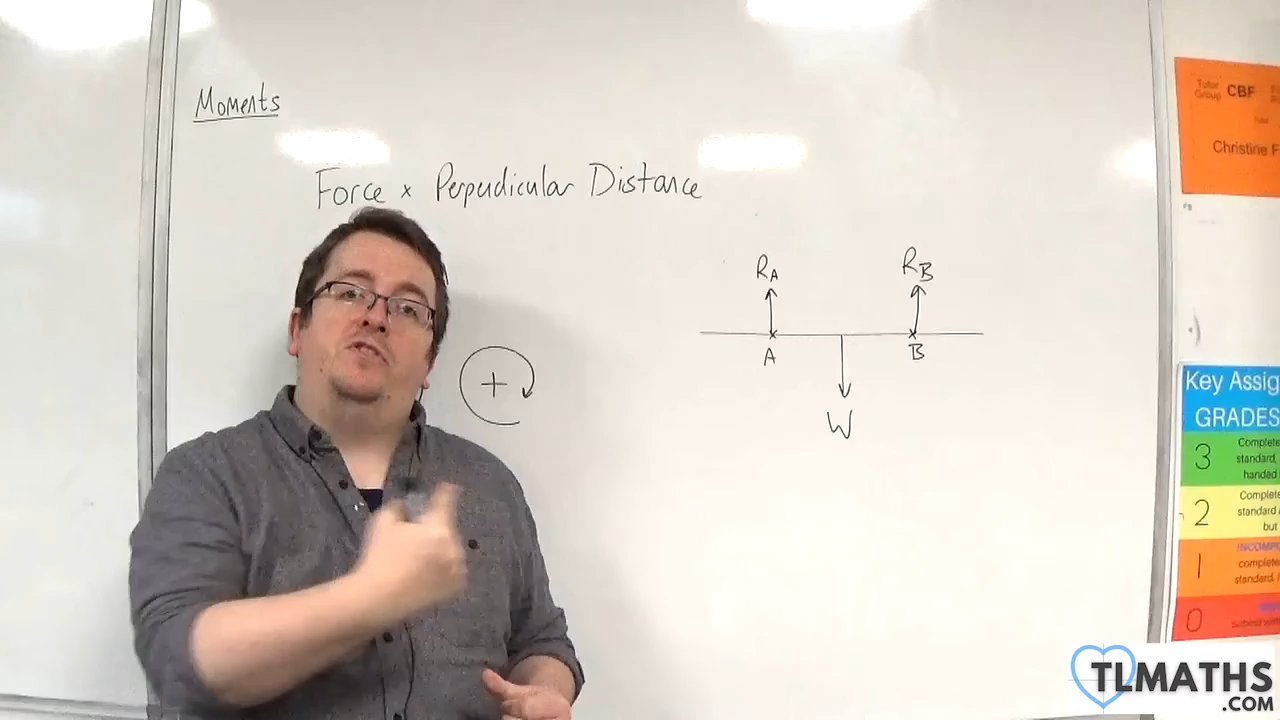 Moments
Force × Perpendicular Distance
R_A R_B
A B
W
+
Tutor Group CBF
Christine F
Key Assig
GRADES
3 Complete standard, handed
2 Complete standard but
1 INCOMP complete standard,
0
TLMATHS
.COM